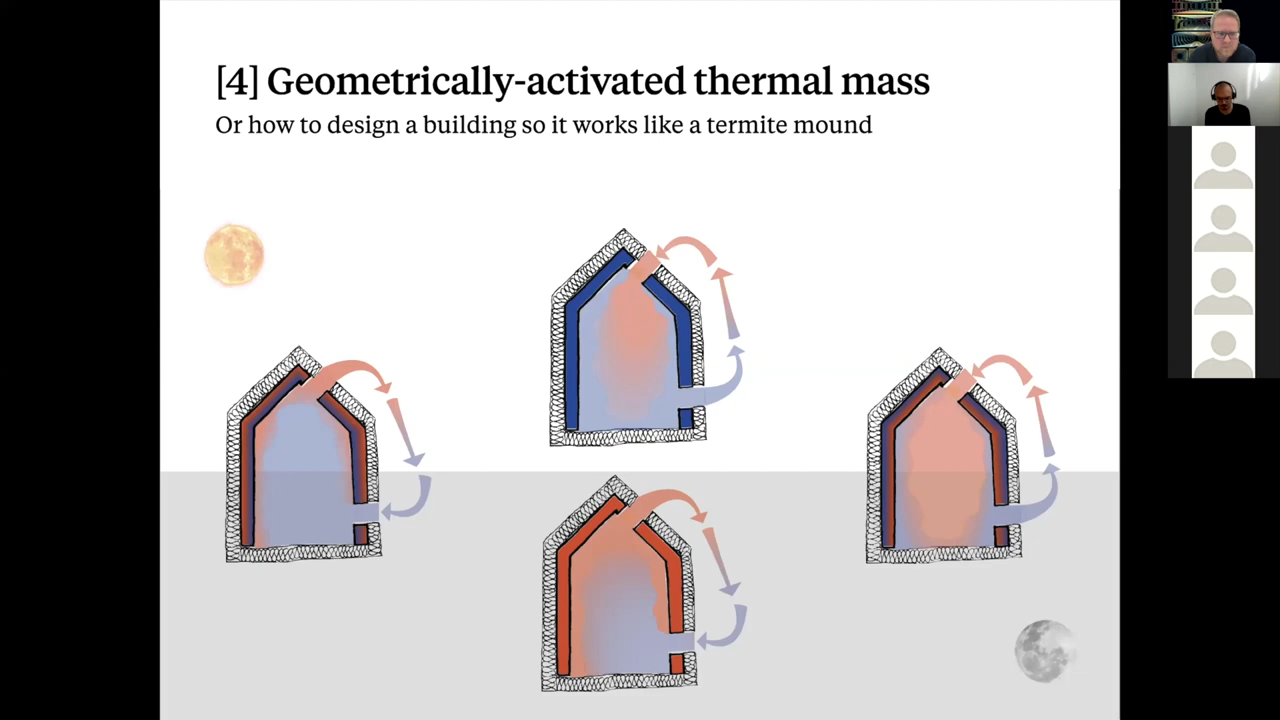 [4] Geometrically-activated thermal mass
Or how to design a building so it works like a termite mound